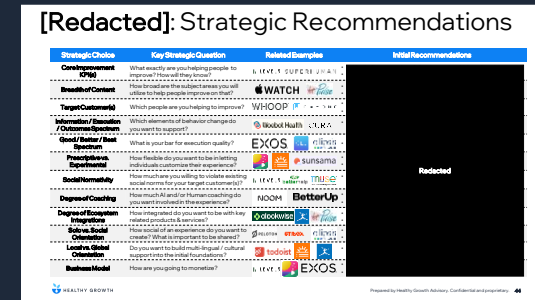 [Redacted]: Strategic Recommendations
Strategic Choice Key Strategic Question Related Examples Initial Recommendations
Core Improvement
KPI(s)
What exactly are you helping people to
improve? How will they know?
LEVELS SUPERHUMAN
Breadth of Content
How broad are the subject areas you will
utilize to help people improve on that?
WATCH
Target Customer(s)
Which people are you helping to improve?
WHOOP
Information / Execution
/ Outcomes Spectrum
Which elements of behavior change do
you want to support?
Gloebot Health
Good / Better / Best
Spectrum
What is your bar for execution quality?
EXOS
Prescriptive vs.
Experimental
How flexible do you want to be in letting
individuals customize their experience?
sunsama
Social Normativity
How much are you willing to violate existing
social norms for your target customer(s)?
LEVELS betterhelp muse
Degree of Coaching
How much AI and/or Human coaching do
you want involved in the experience?
NOOM BetterUp
Degree of Ecosystem
Integrations
How integrated do you want to be with key
related products & services?
clockwise
Solo vs. Social
Orientation
How social of an experience do you want to
create? What is important to be shared?
PELOTON STRAVA
Local vs. Global
Orientation
Do you want to build multi-lingual / cultural
support into the initial foundations?
todoist
Business Model
How are you going to monetize?
LEVELS EXOS
Redacted
HEALTHY GROWTH
Prepared by Healthy Growth Advisory, Confidential and proprietary. 44